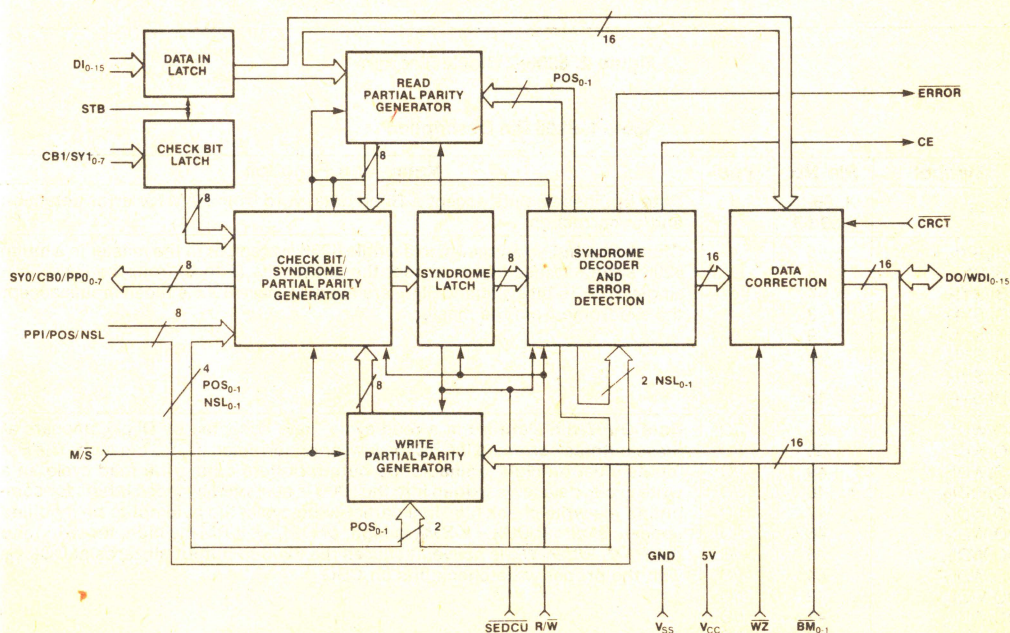 16
DI0-15
DATA IN
LATCH
READ
PARTIAL PARITY
GENERATOR
POS0-1
ERROR
STB
CB1/SY10-7
CHECK BIT
LATCH
8
8
CE
CRCT
SY0/CB0/PP00-7
8
CHECK BIT/
SYNDROME/
PARTIAL PARITY
GENERATOR
SYNDROME
LATCH
8
SYNDROME
DECODER
AND
ERROR
DETECTION
16
DATA
CORRECTION
16
DO/WDI0-15
PPI/POS/NSL
8
4
POS0-1
NSL0-1
8
2 NSL0-1
M/S
WRITE
PARTIAL PARITY
GENERATOR
16
POS0-1
2
GND
5V
SEDCU
R/W
VSS
VCC
WZ
BM0-1